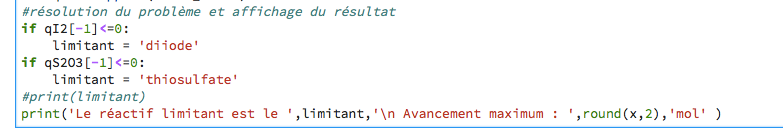 #résolution du problème et affichage du résultat
if qI2[-1]<=0:
    limitant = 'diiode'
if qS2O3[-1]<=0:
    limitant = 'thiosulfate'
#print(limitant)
print('Le réactif limitant est le ',limitant,'\n Avancement maximum : ',round(x,2),'mol' )